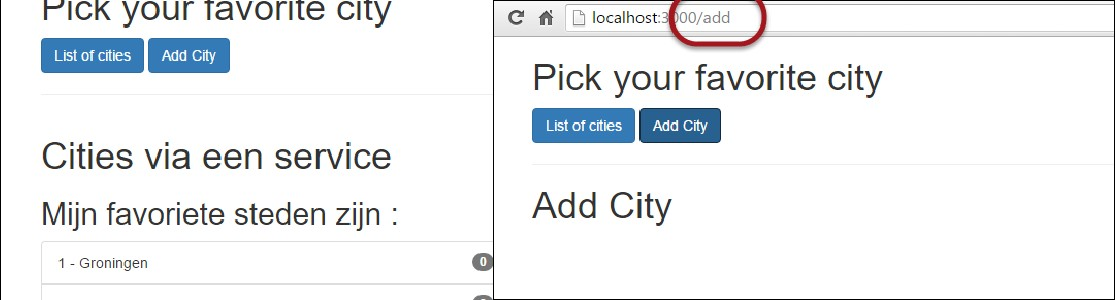 Pick your favorite city
List of cities Add City
Cities via een service
Mijn favoriete steden zijn :
1 - Groningen 0
localhost:3000/add
Pick your favorite city
List of cities Add City
Add City